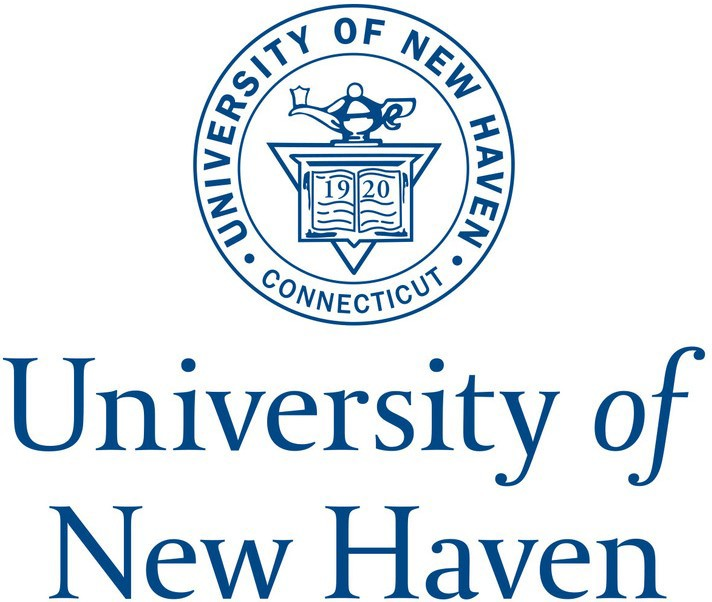 UNIVERSITY OF NEW HAVEN
19 20
• CONNECTICUT •
University of
New Haven